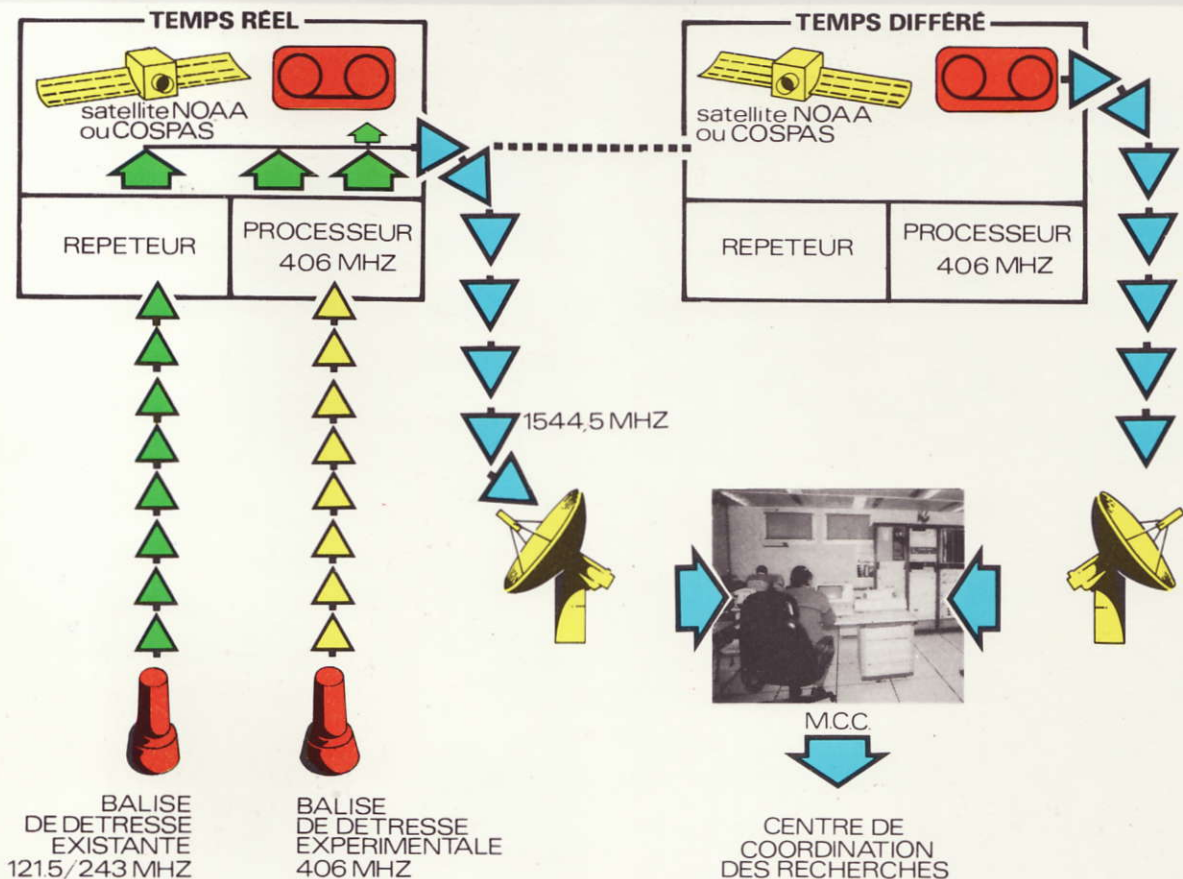 TEMPS RÉEL
satellite NOAA
ou COSPAS
REPETEUR
PROCESSEUR
406 MHZ
TEMPS DIFFÉRÉ
satellite NOAA
ou COSPAS
REPETEUR
PROCESSEUR
406 MHZ
1544,5 MHZ
M.C.C.
BALISE
DE DETRESSE
EXISTANTE
121.5/243 MHZ
BALISE
DE DETRESSE
EXPERIMENTALE
406 MHZ
CENTRE DE
COORDINATION
DES RECHERCHES